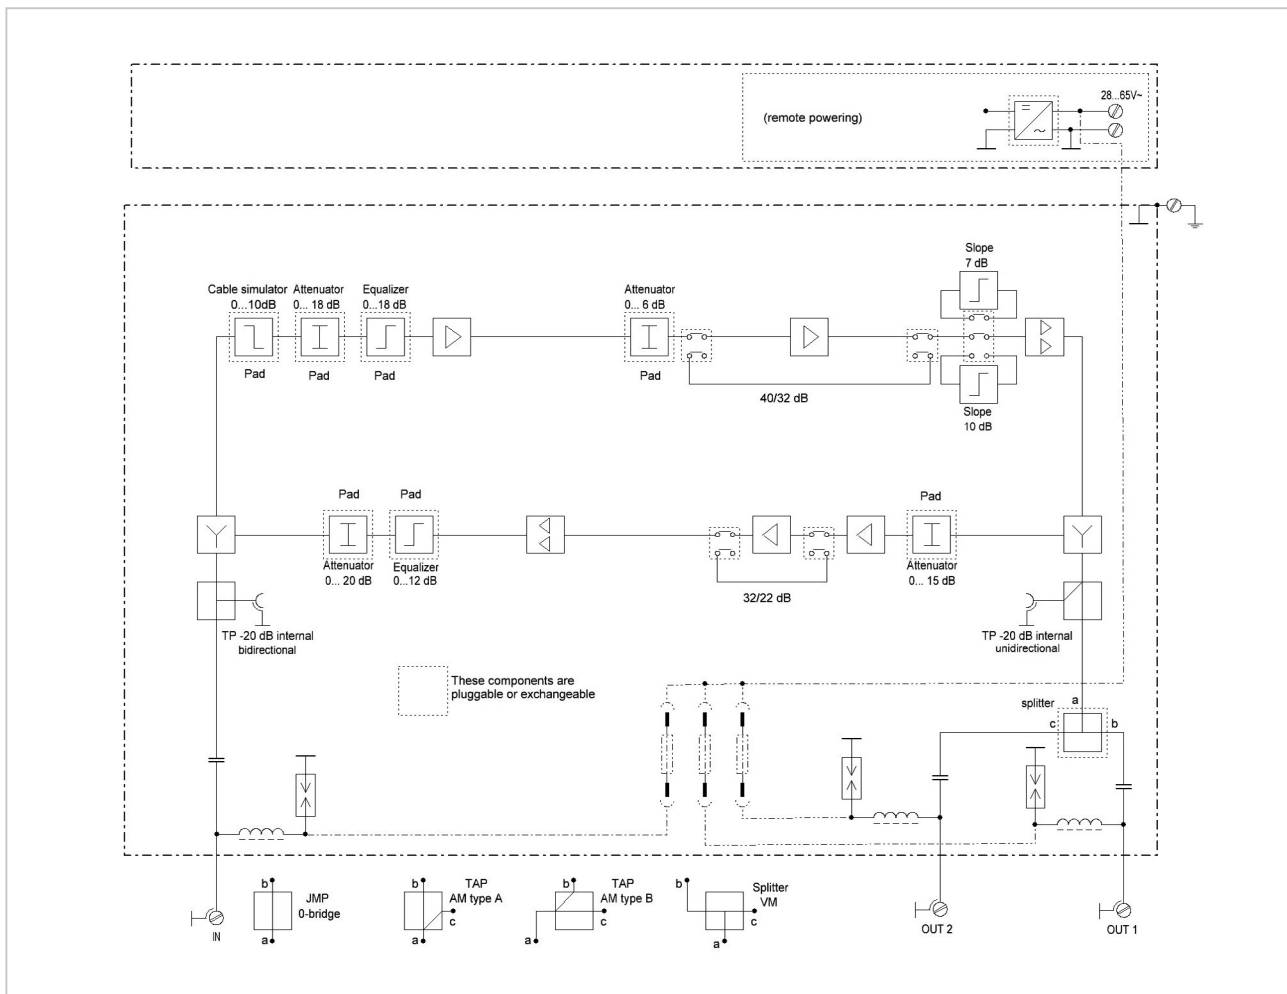 28...65V~
(remote powering)
Slope
7 dB
Cable simulator
0... 10dB
Attenuator
0... 18 dB
Equalizer
0...18 dB
Attenuator
0... 6 dB
Pad
Pad
Pad
Pad
40/32 dB
Slope
10 dB
Pad
Pad
Pad
Attenuator
0... 20 dB
Equalizer
0...12 dB
Attenuator
0... 15 dB
32/22 dB
TP -20 dB internal
bidirectional
TP -20 dB internal
unidirectional
These components are
pluggable or exchangeable
splitter
a
c
b
b
JMP
0-bridge
a
b
TAP
AM type A
c
a
b
TAP
AM type B
c
a
b
Splitter
VM
c
a
IN
OUT 2
OUT 1